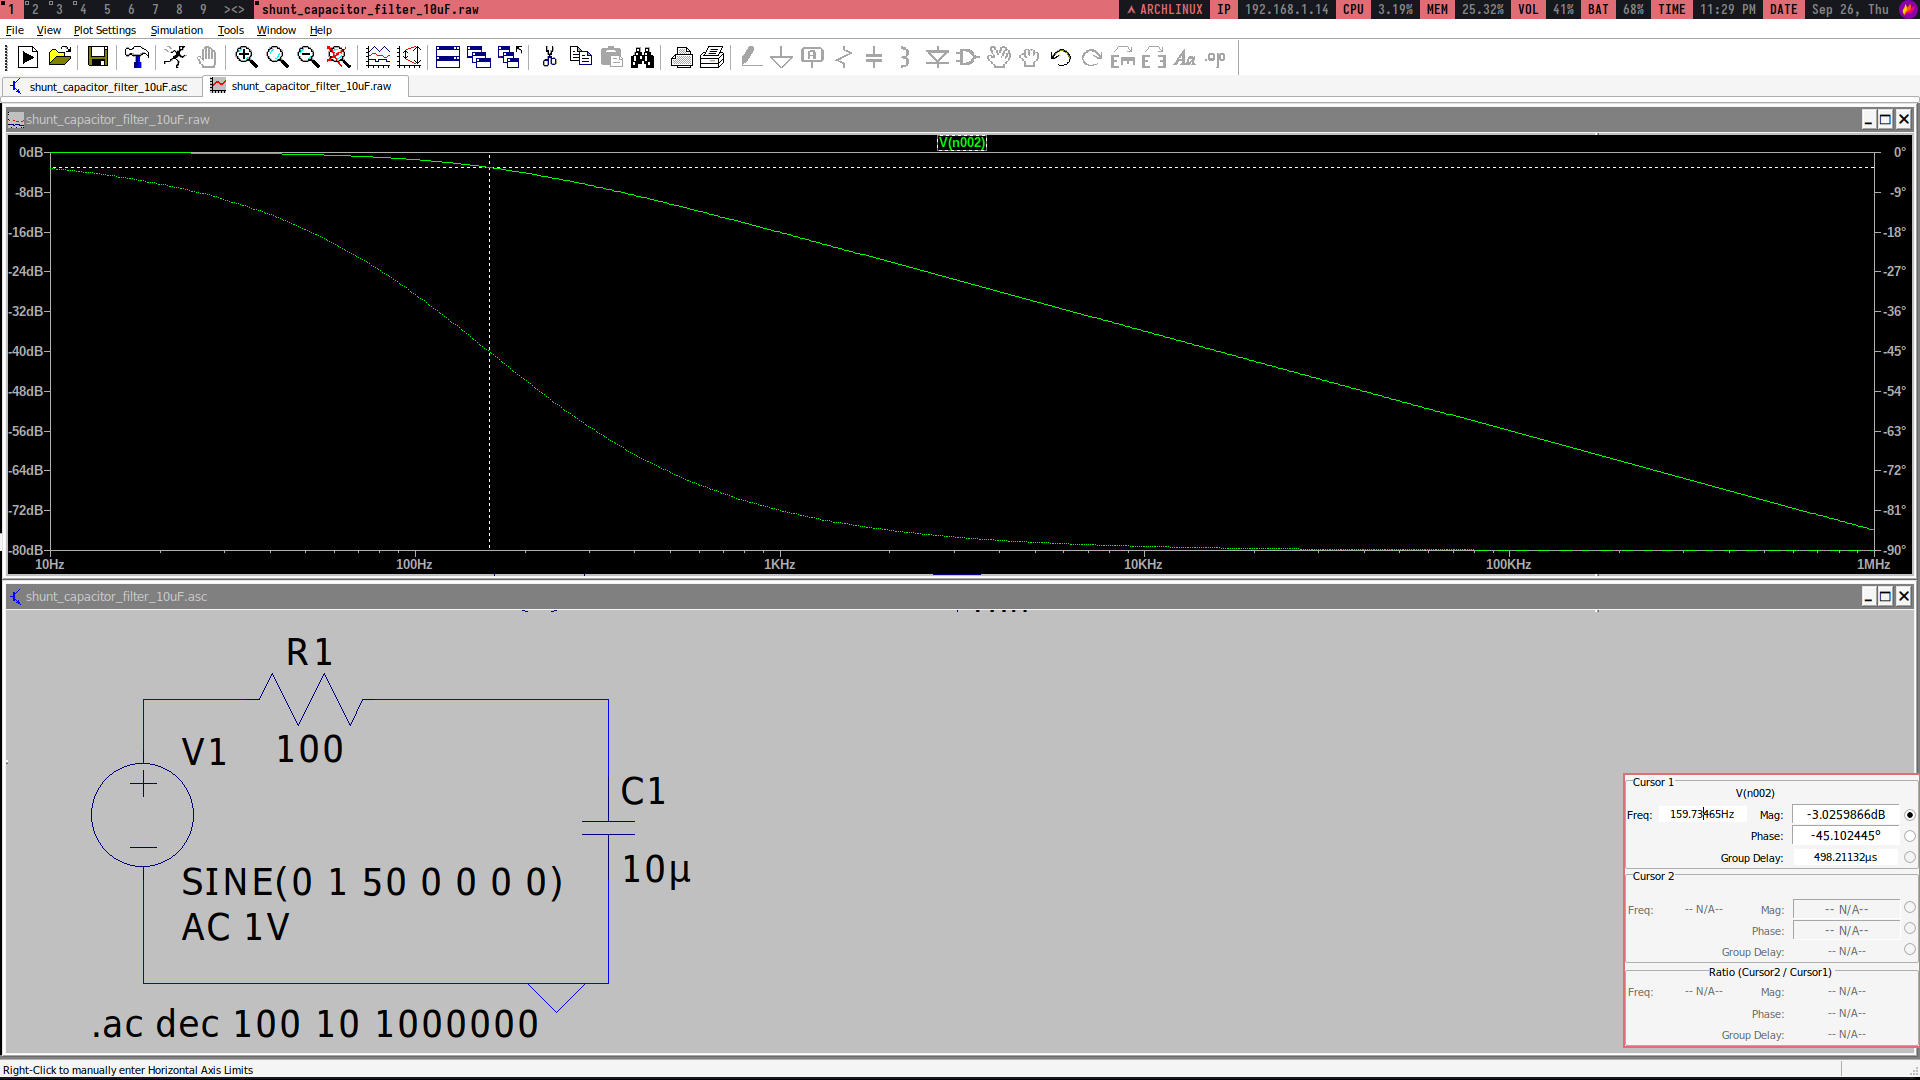 1 2 3 4 5 6 7 8 9 ><> shunt_capacitor_filter_10uF.raw ARCHLINUX IP 192.168.1.14 CPU 3.19% MEM 25.32% VOL 41% BAT 68% TIME 11:29 PM DATE Sep 26, Thu
File View Plot Settings Simulation Tools Window Help
A Aa .op
shunt_capacitor_filter_10uF.asc shunt_capacitor_filter_10uF.raw
shunt_capacitor_filter_10uF.raw
V(n002)
0dB 0°
-8dB -9°
-16dB -18°
-24dB -27°
-32dB -36°
-40dB -45°
-48dB -54°
-56dB -63°
-64dB -72°
-72dB -81°
-80dB -90°
10Hz 100Hz 1KHz 10KHz 100KHz 1MHz
shunt_capacitor_filter_10uF.asc
R1
V1 100
C1
10µ
SINE(0 1 50 0 0 0 0)
AC 1V
.ac dec 100 10 1000000
Cursor 1
V(n002)
Freq: 159.73465Hz Mag: -3.0259866dB
Phase: -45.102445°
Group Delay: 498.21132µs
Cursor 2
Freq: -- N/A-- Mag: -- N/A--
Phase: -- N/A--
Group Delay: -- N/A--
Ratio (Cursor2 / Cursor1)
Freq: -- N/A-- Mag: -- N/A--
Phase: -- N/A--
Group Delay: -- N/A--
Right-Click to manually enter Horizontal Axis Limits